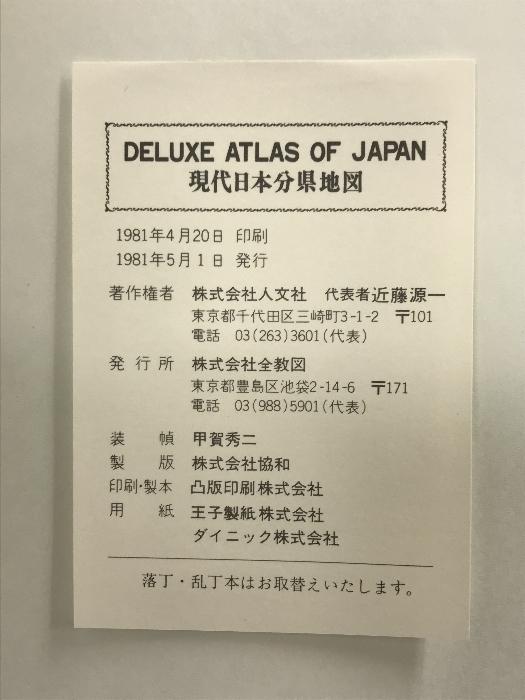 DELUXE ATLAS OF JAPAN
現代日本分県地図
1981年4月20日 印刷
1981年5月1日 発行
著作権者 株式会社人文社 代表者近藤源一
東京都千代田区三崎町3-1-2 〒101
電話 03(263)3601(代表)
発行所 株式会社全教図
東京都豊島区池袋2-14-6 〒171
電話 03(988)5901(代表)
装幀 甲賀秀二
製版 株式会社協和
印刷・製本 凸版印刷株式会社
用紙 王子製紙株式会社
ダイニック株式会社
落丁・乱丁本はお取替えいたします。